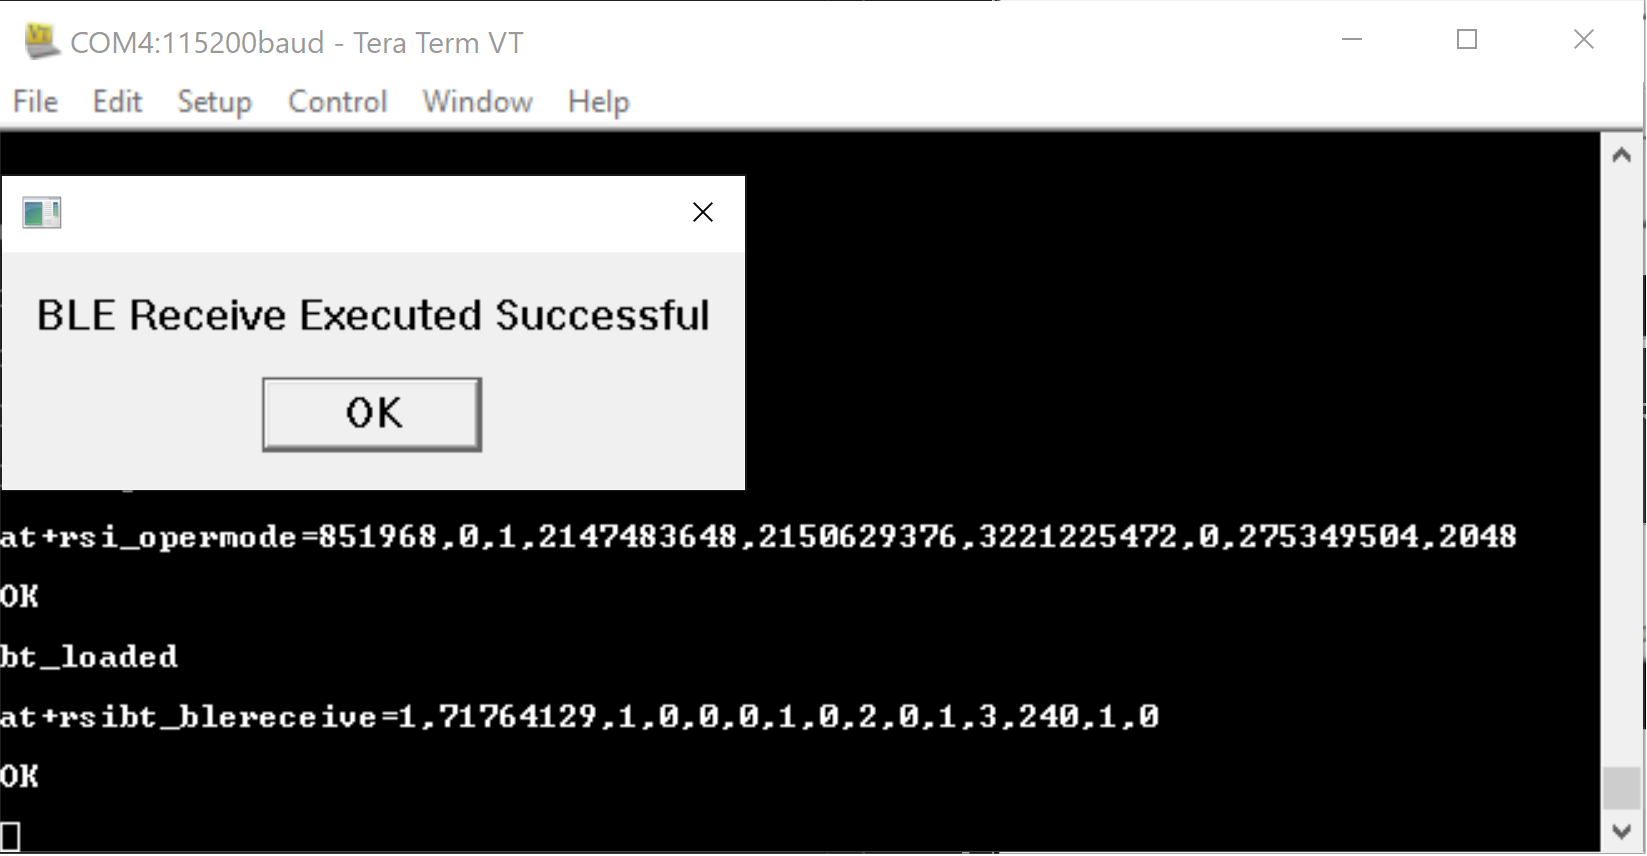 COM4:115200baud - Tera Term VT
File Edit Setup Control Window Help
BLE Receive Executed Successful
OK
at+rsi_opermode=851968,0,1,2147483648,2150629376,3221225472,0,275349504,2048
OK
bt_loaded
at+rsibt_blereceive=1,71764129,1,0,0,0,1,0,2,0,1,3,240,1,0
OK